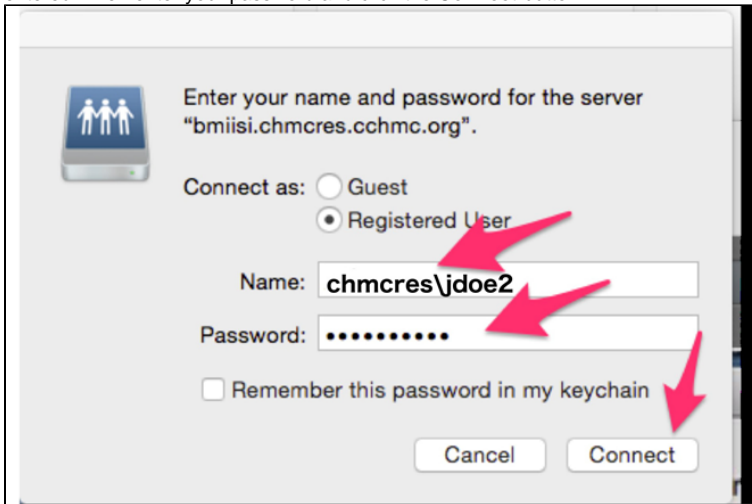 Enter your name and password for the server
“bmiisi.chmcres.cchmc.org”.
Connect as: Guest
Registered User
Name: chmcres\jdoe2
Password: ••••••••••
Remember this password in my keychain
Cancel Connect